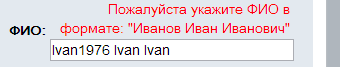 Пожалуйста укажите ФИО в
формате: "Иванов Иван Иванович"
ФИО:
Ivan1976 Ivan Ivan